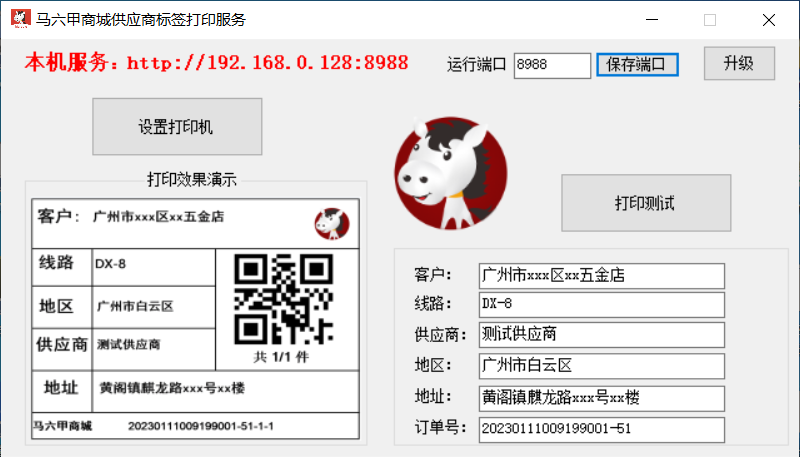 马六甲商城供应商标签打印服务
本机服务：http://192.168.0.128:8988
运行端口 8988 保存端口 升级
设置打印机
打印效果演示
客户： 广州市xxx区xx五金店
线路 DX-8
地区 广州市白云区
供应商 测试供应商
共 1/1 件
地址 黄阁镇麒龙路xxx号xx楼
马六甲商城 20230111009199001-51-1-1
打印测试
客户： 广州市xxx区xx五金店
线路： DX-8
供应商： 测试供应商
地区： 广州市白云区
地址： 黄阁镇麒龙路xxx号xx楼
订单号： 20230111009199001-51